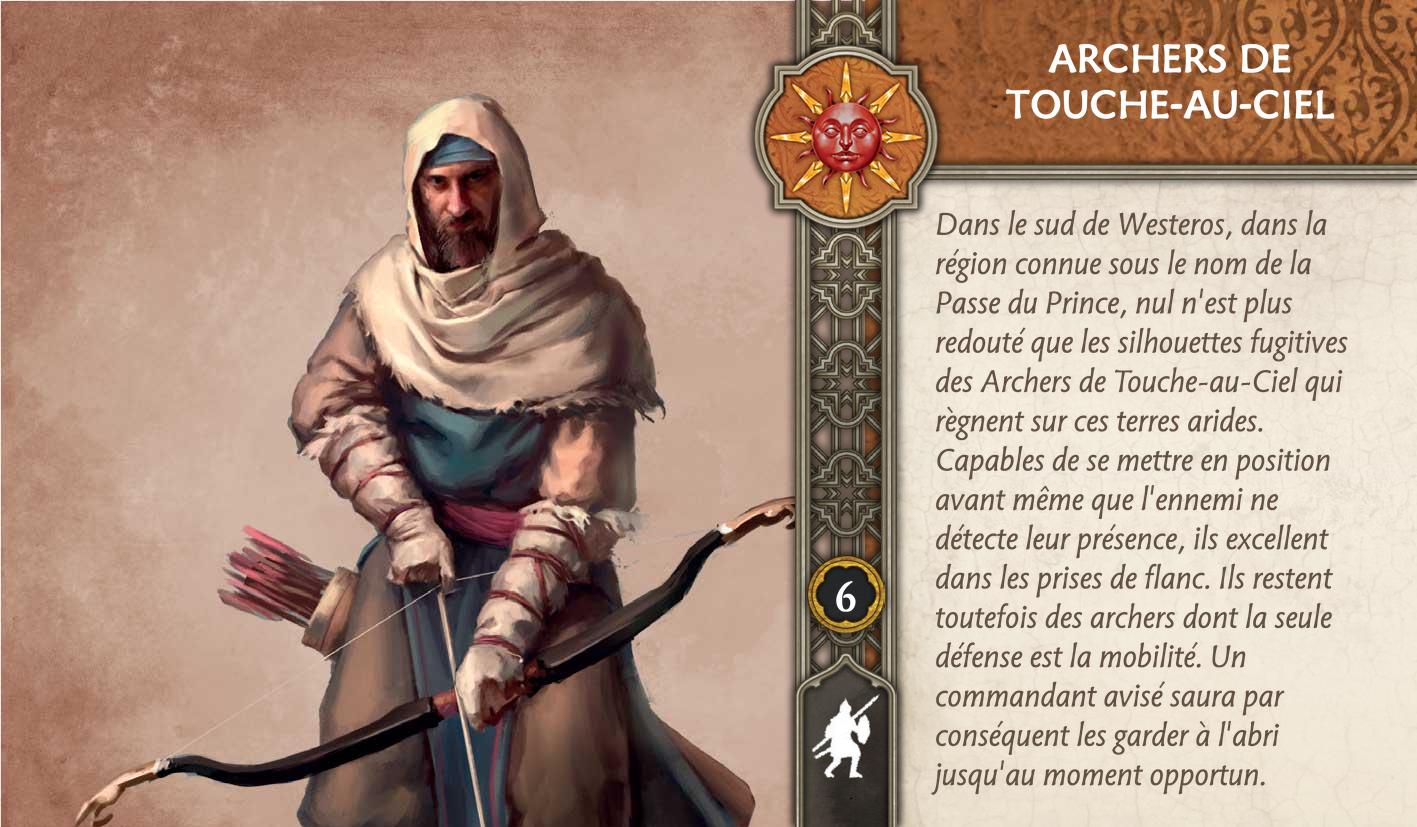 ARCHERS DE
TOUCHE-AU-CIEL
Dans le sud de Westeros, dans la
région connue sous le nom de la
Passe du Prince, nul n'est plus
redouté que les silhouettes fugitives
des Archers de Touche-au-Ciel qui
règnent sur ces terres arides.
Capables de se mettre en position
avant même que l'ennemi ne
détecte leur présence, ils excellent
dans les prises de flanc. Ils restent
toutefois des archers dont la seule
défense est la mobilité. Un
commandant avisé saura par
conséquent les garder à l'abri
jusqu'au moment opportun.
6